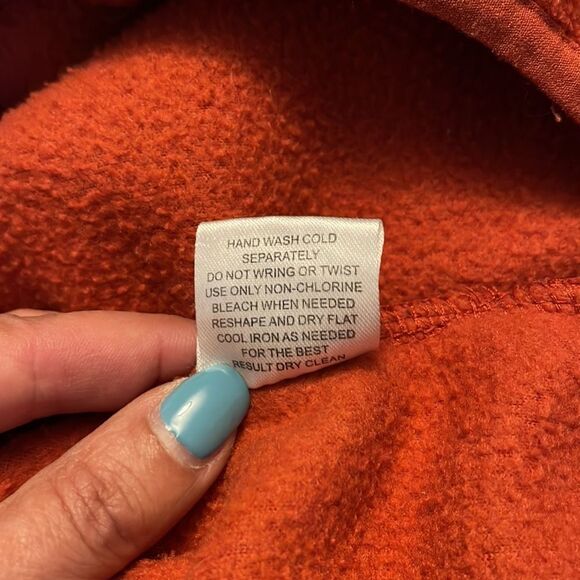 HAND WASH COLD
SEPARATELY
DO NOT WRING OR TWIST
USE ONLY NON-CHLORINE
BLEACH WHEN NEEDED
RESHAPE AND DRY FLAT
COOL IRON AS NEEDED
FOR THE BEST
RESULT DRY CLEAN